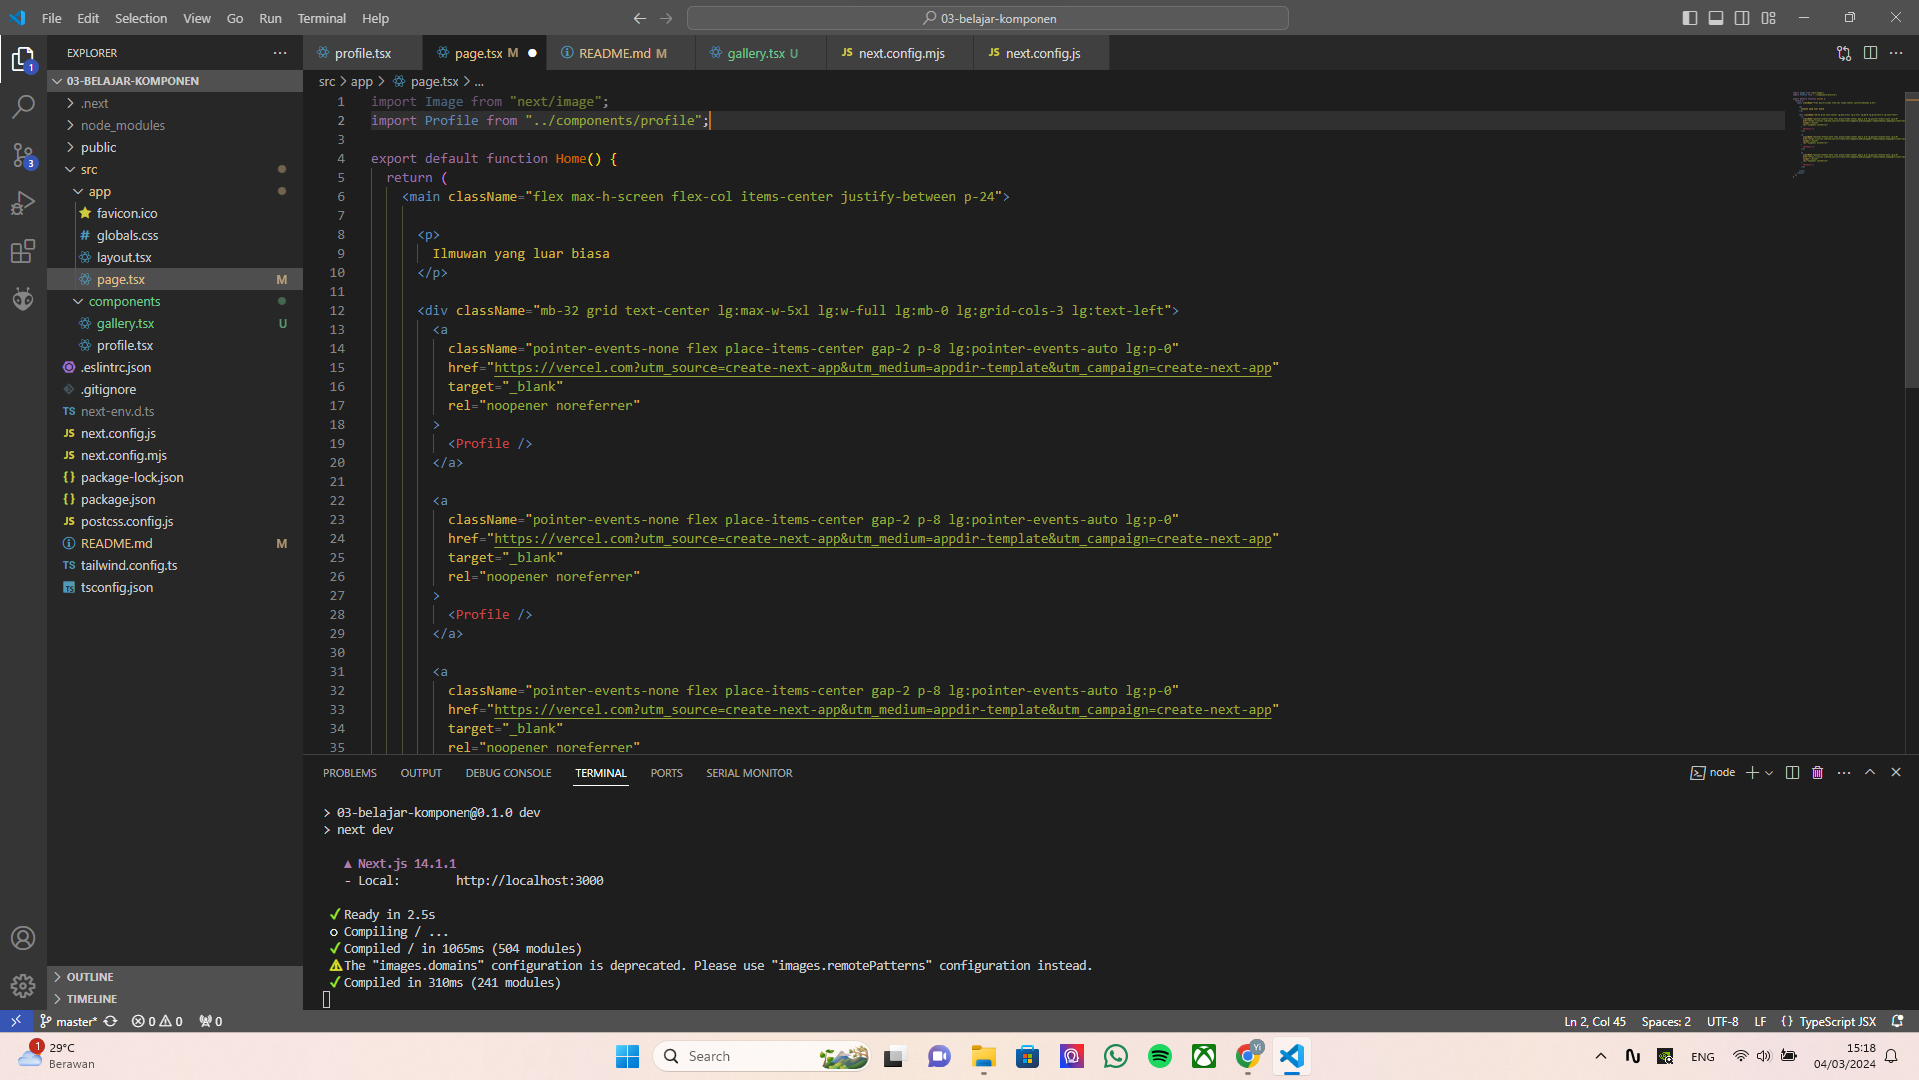 File Edit Selection View Go Run Terminal Help
03-belajar-komponen
EXPLORER
03-BELAJAR-KOMPONEN
.next
node_modules
public
src
app
favicon.ico
globals.css
layout.tsx
page.tsx M
components
gallery.tsx U
profile.tsx
.eslintrc.json
.gitignore
next-env.d.ts
next.config.js
next.config.mjs
package-lock.json
package.json
postcss.config.js
README.md M
tailwind.config.ts
tsconfig.json
OUTLINE
TIMELINE
profile.tsx page.tsx M README.md M gallery.tsx U next.config.mjs next.config.js
src > app > page.tsx > ...
1 import Image from "next/image";
2 import Profile from "../components/profile";
3
4 export default function Home() {
5 return (
6 <main className="flex max-h-screen flex-col items-center justify-between p-24">
7
8 <p>
9 Ilmuwan yang luar biasa
10 </p>
11
12 <div className="mb-32 grid text-center lg:max-w-5xl lg:w-full lg:mb-0 lg:grid-cols-3 lg:text-left">
13 <a
14 className="pointer-events-none flex place-items-center gap-2 p-8 lg:pointer-events-auto lg:p-0"
15 href="https://vercel.com?utm_source=create-next-app&utm_medium=appdir-template&utm_campaign=create-next-app"
16 target="_blank"
17 rel="noopener noreferrer"
18 >
19 <Profile />
20 </a>
21
22 <a
23 className="pointer-events-none flex place-items-center gap-2 p-8 lg:pointer-events-auto lg:p-0"
24 href="https://vercel.com?utm_source=create-next-app&utm_medium=appdir-template&utm_campaign=create-next-app"
25 target="_blank"
26 rel="noopener noreferrer"
27 >
28 <Profile />
29 </a>
30
31 <a
32 className="pointer-events-none flex place-items-center gap-2 p-8 lg:pointer-events-auto lg:p-0"
33 href="https://vercel.com?utm_source=create-next-app&utm_medium=appdir-template&utm_campaign=create-next-app"
34 target="_blank"
35 rel="noopener noreferrer"
PROBLEMS OUTPUT DEBUG CONSOLE TERMINAL PORTS SERIAL MONITOR
node
> 03-belajar-komponen@0.1.0 dev
> next dev
▲ Next.js 14.1.1
- Local: http://localhost:3000
✓ Ready in 2.5s
○ Compiling / ...
✓ Compiled / in 1065ms (504 modules)
⚠ The "images.domains" configuration is deprecated. Please use "images.remotePatterns" configuration instead.
✓ Compiled in 310ms (241 modules)
master* 0 0 0
Ln 2, Col 45 Spaces: 2 UTF-8 LF {} TypeScript JSX
1
3
1
29°C
Berawan
Search
Yi
ENG
15:18
04/03/2024